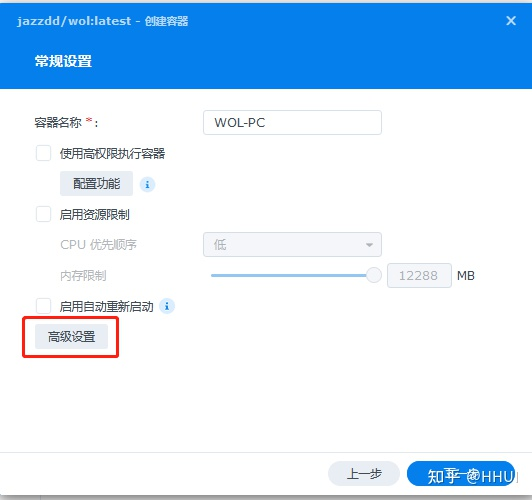 jazzdd/wol:latest - 创建容器
常规设置
容器名称 * :
WOL-PC
使用高权限执行容器
配置功能
启用资源限制
CPU 优先顺序
低
内存限制
12288 MB
启用自动重新启动
高级设置
上一步
知乎 @HHUI